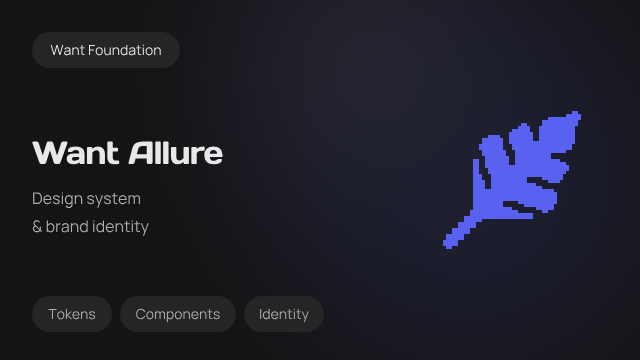 Want Foundation
Want Allure
Design system
& brand identity
Tokens
Components
Identity